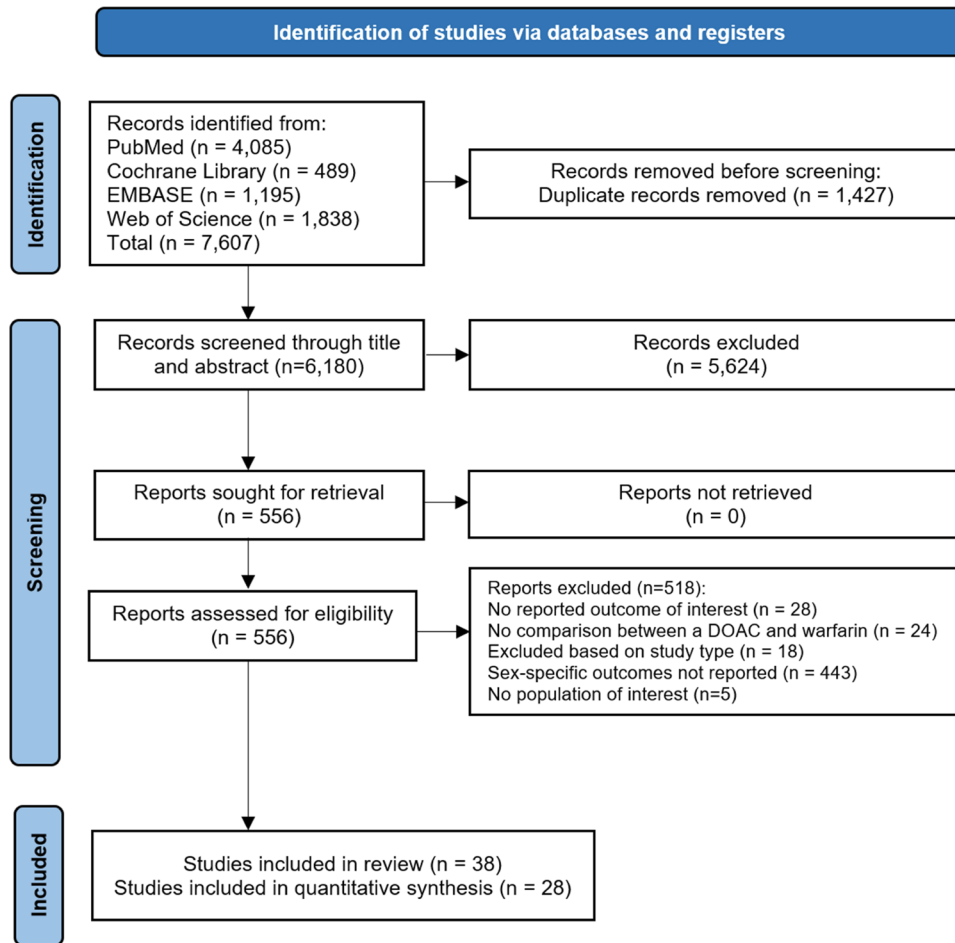 Identification of studies via databases and registers
Identification
Records identified from:
PubMed (n = 4,085)
Cochrane Library (n = 489)
EMBASE (n = 1,195)
Web of Science (n = 1,838)
Total (n = 7,607)
Records removed before screening:
Duplicate records removed (n = 1,427)
Screening
Records screened through title
and abstract (n=6,180)
Records excluded
(n = 5,624)
Reports sought for retrieval
(n = 556)
Reports not retrieved
(n = 0)
Reports assessed for eligibility
(n = 556)
Reports excluded (n=518):
No reported outcome of interest (n = 28)
No comparison between a DOAC and warfarin (n = 24)
Excluded based on study type (n = 18)
Sex-specific outcomes not reported (n = 443)
No population of interest (n=5)
Included
Studies included in review (n = 38)
Studies included in quantitative synthesis (n = 28)